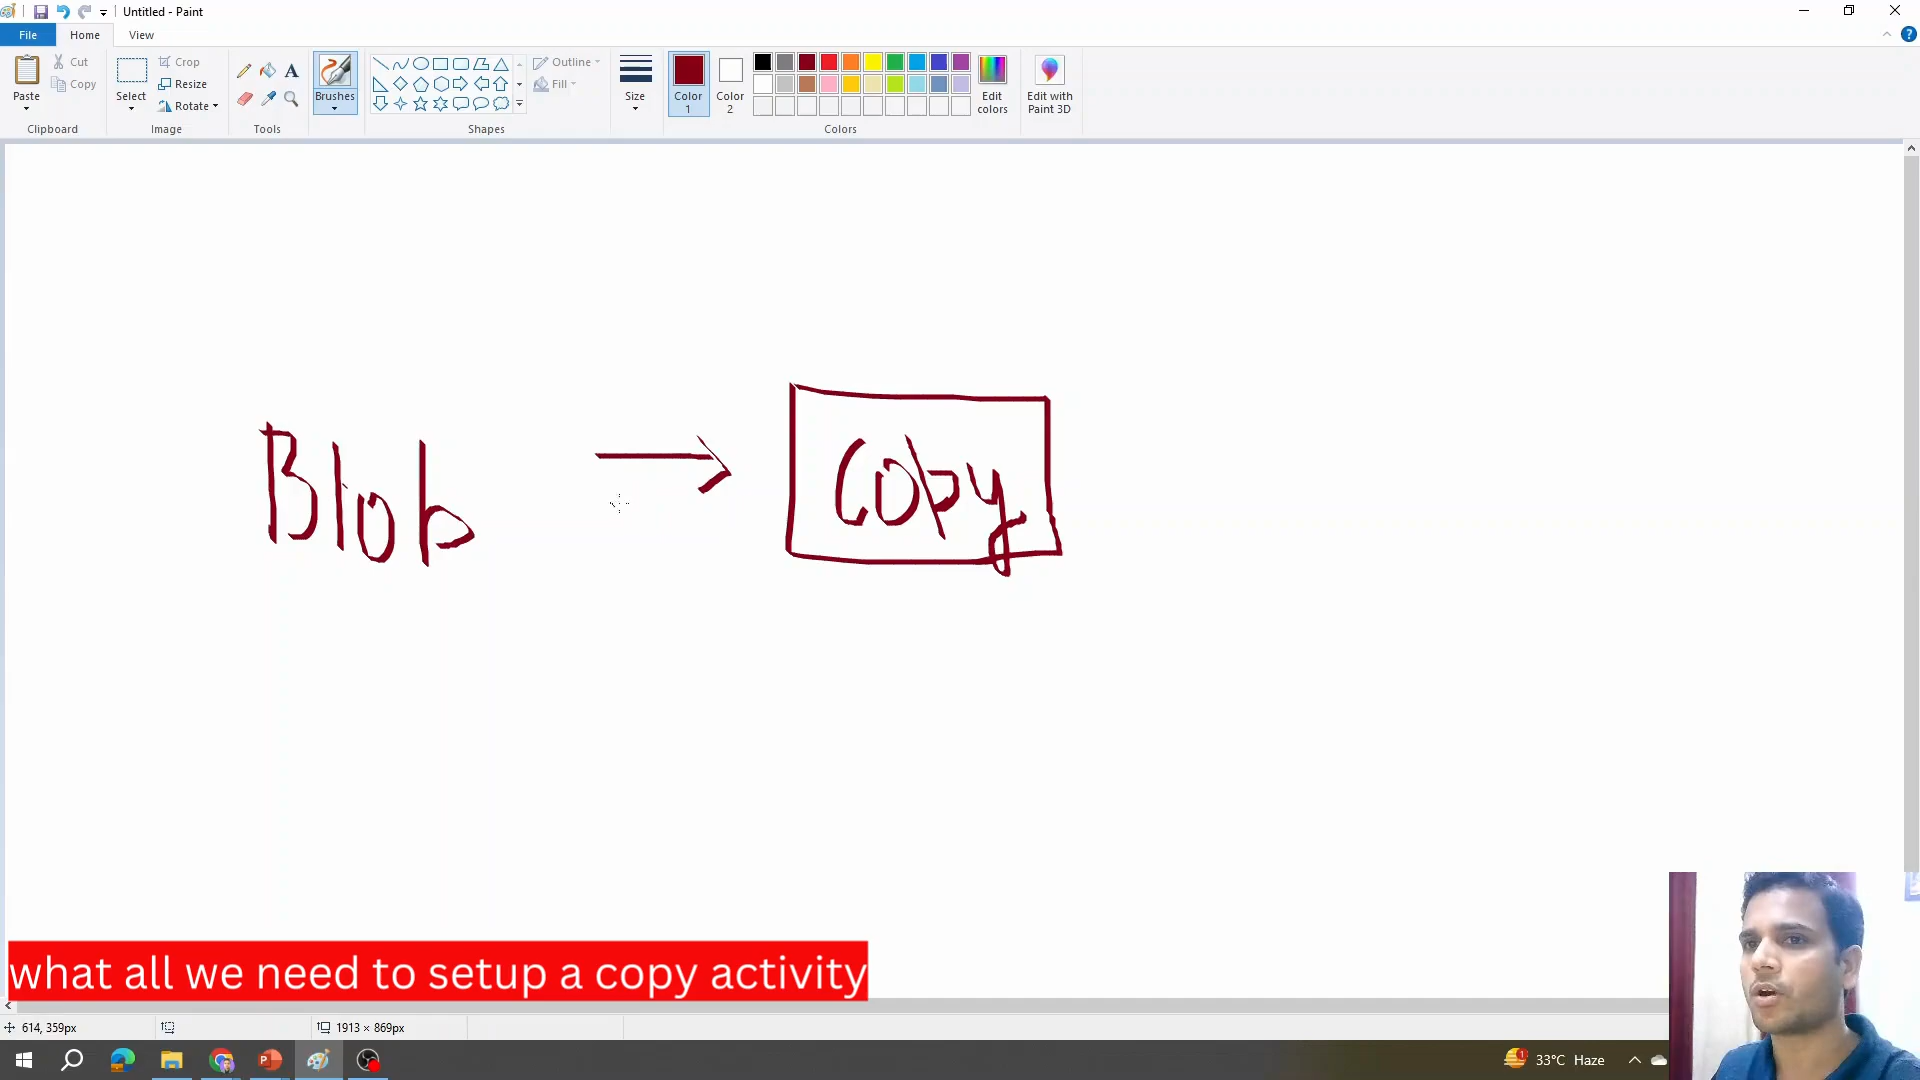 Untitled - Paint
File
Home
View
Paste
Cut
Copy
Clipboard
Select
Crop
Resize
Rotate
Image
Tools
Brushes
Shapes
Outline
Fill
Size
Color
1
Color
2
Edit
colors
Colors
Edit with
Paint 3D
Blob
Copy
what all we need to setup a copy activity
614, 359px
1913 × 869px
33°C Haze